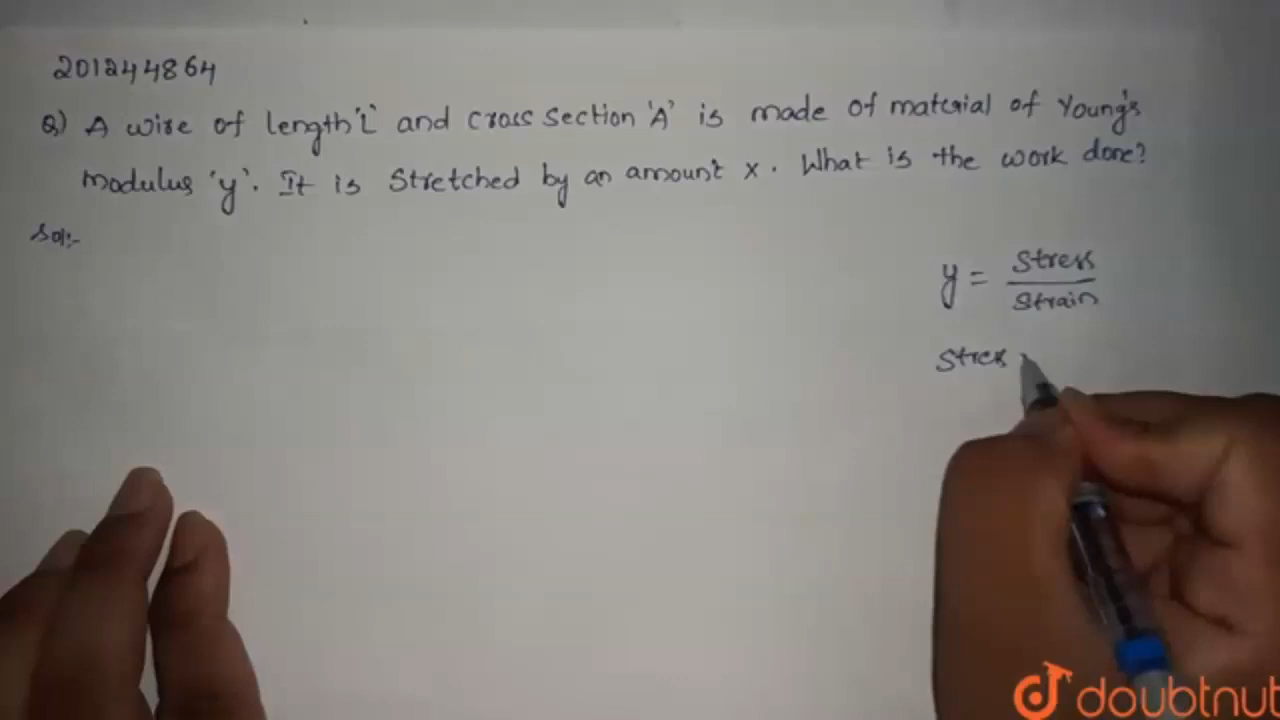 201244864
Q) A wire of length 'L' and cross section 'A' is made of material of Young's
modulus 'y'. It is stretched by an amount x. What is the work done?
Sol:-
y = Stress / Strain
Stress
doubtnut